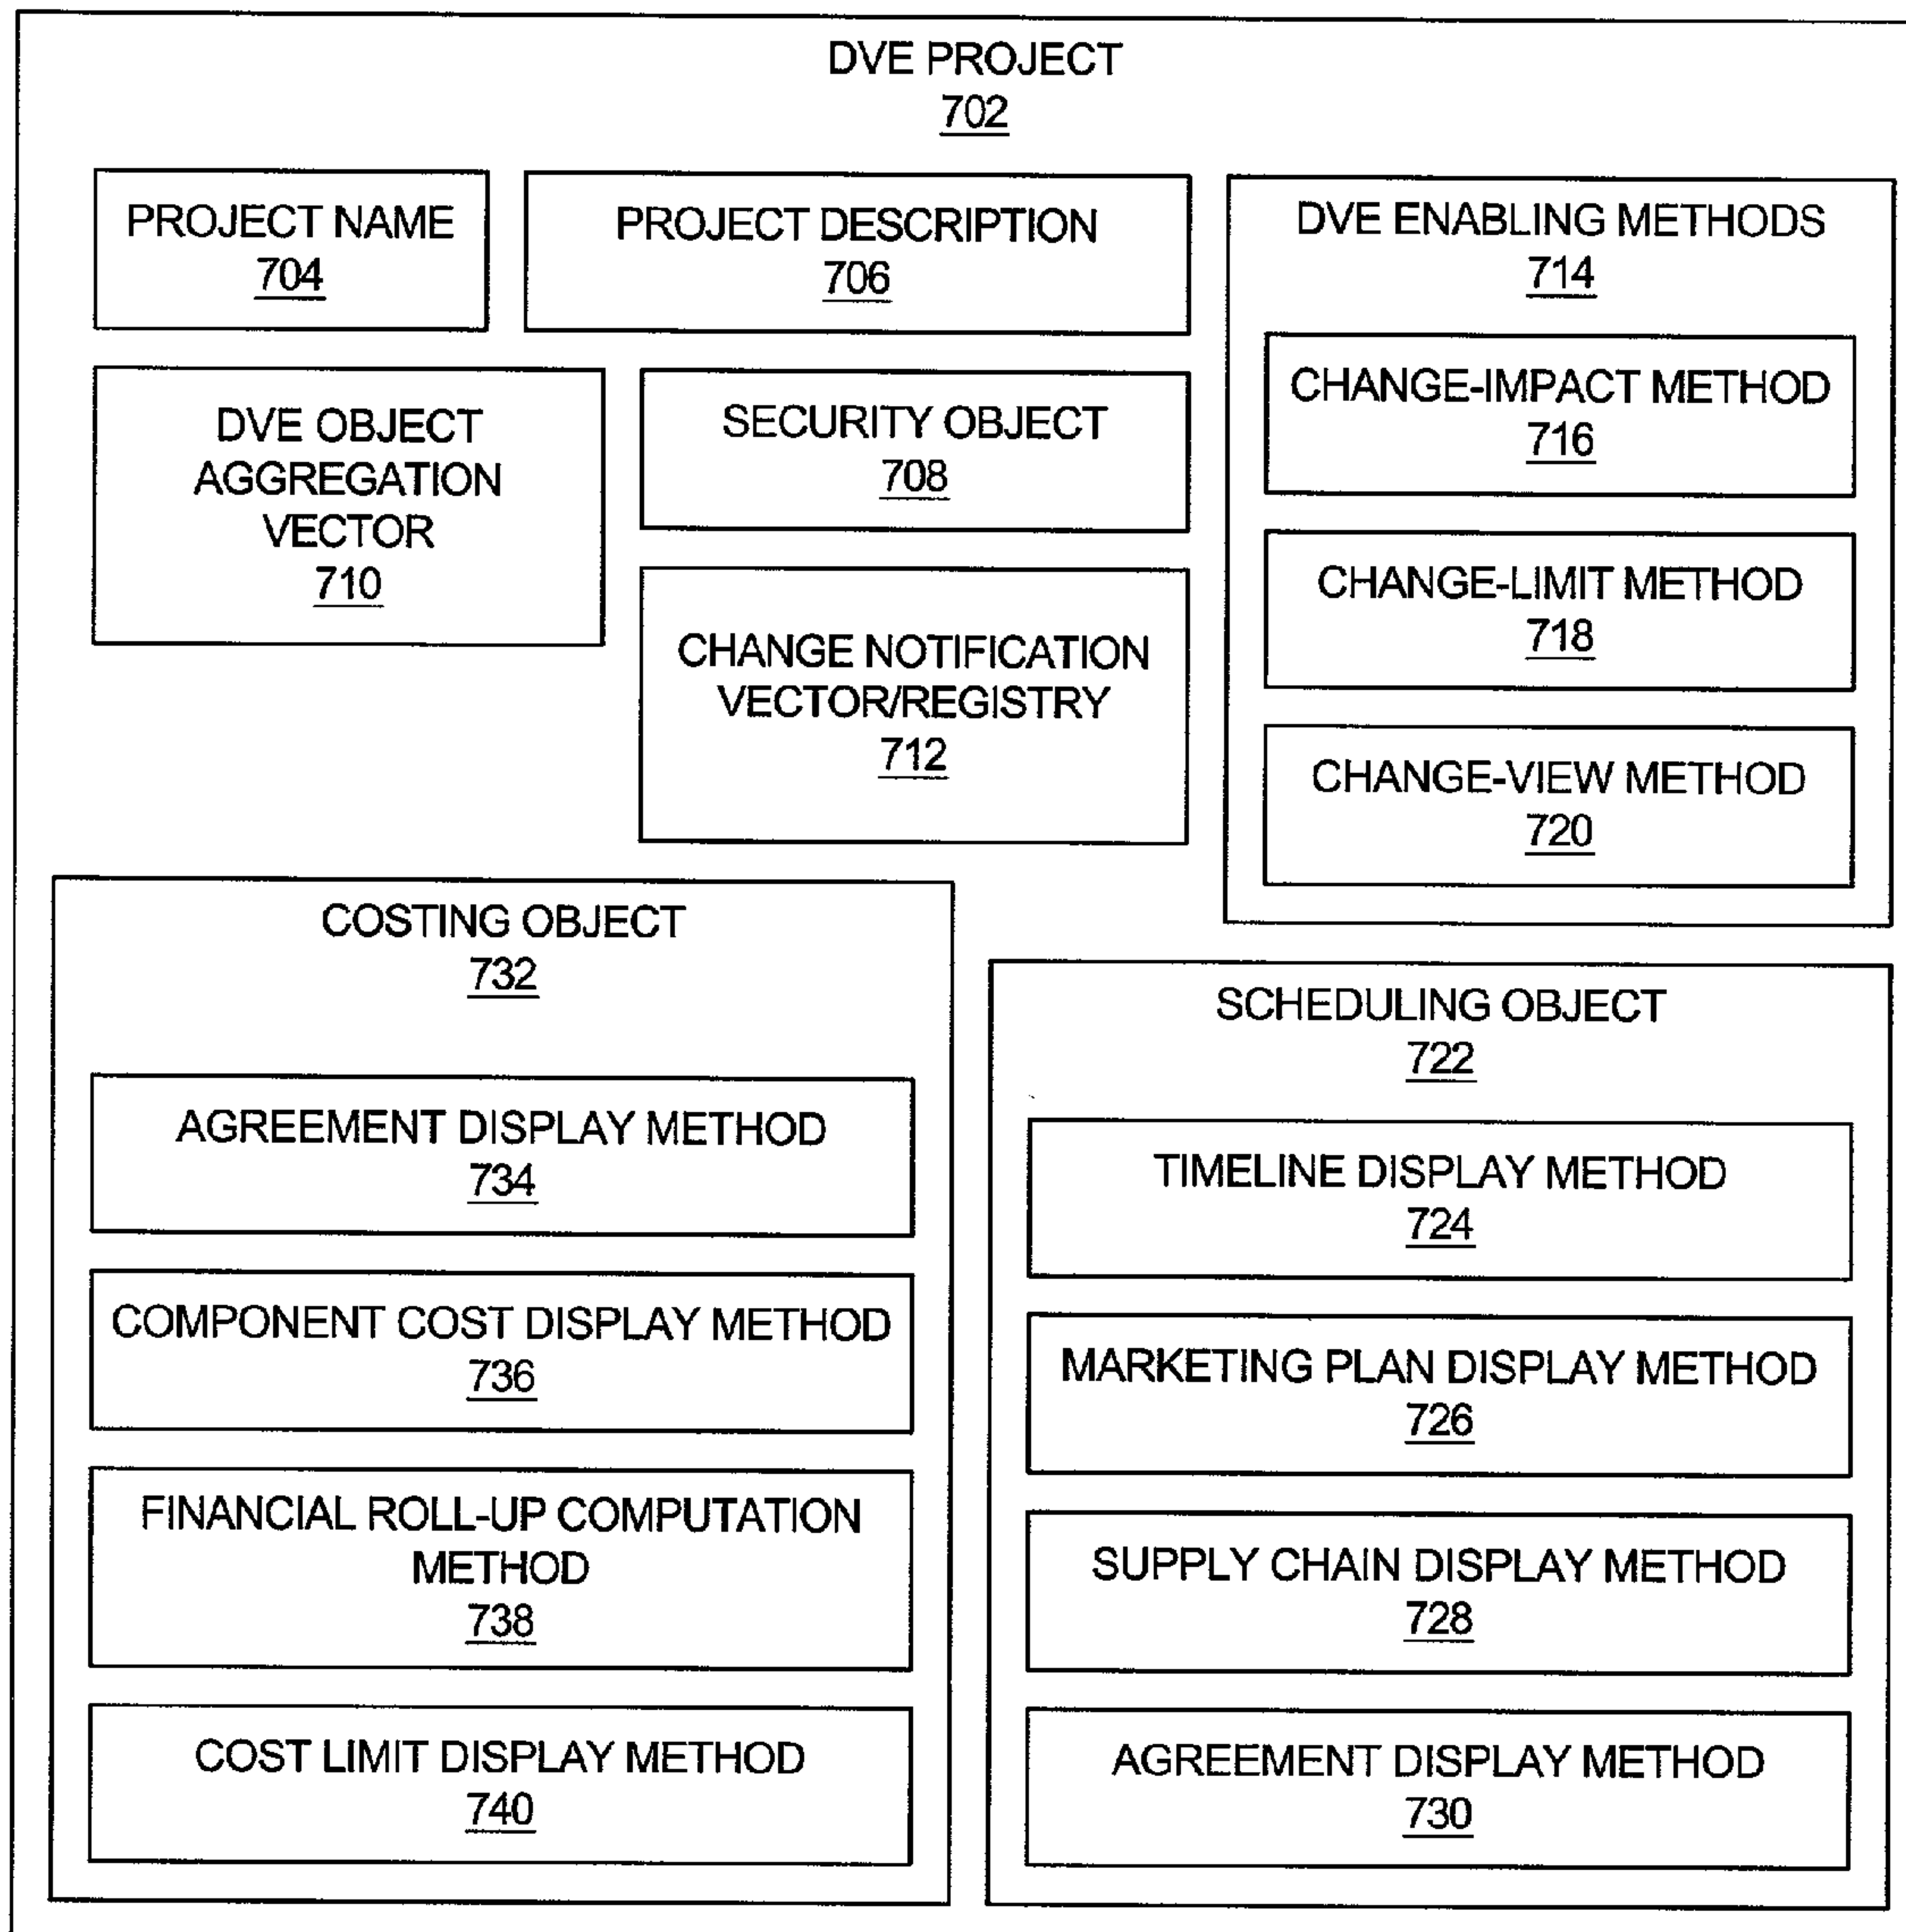 DVE PROJECT
702
PROJECT NAME
704
PROJECT DESCRIPTION
706
DVE OBJECT
AGGREGATION
VECTOR
710
SECURITY OBJECT
708
CHANGE NOTIFICATION
VECTOR/REGISTRY
712
DVE ENABLING METHODS
714
CHANGE-IMPACT METHOD
716
CHANGE-LIMIT METHOD
718
CHANGE-VIEW METHOD
720
COSTING OBJECT
732
AGREEMENT DISPLAY METHOD
734
COMPONENT COST DISPLAY METHOD
736
FINANCIAL ROLL-UP COMPUTATION
METHOD
738
COST LIMIT DISPLAY METHOD
740
SCHEDULING OBJECT
722
TIMELINE DISPLAY METHOD
724
MARKETING PLAN DISPLAY METHOD
726
SUPPLY CHAIN DISPLAY METHOD
728
AGREEMENT DISPLAY METHOD
730